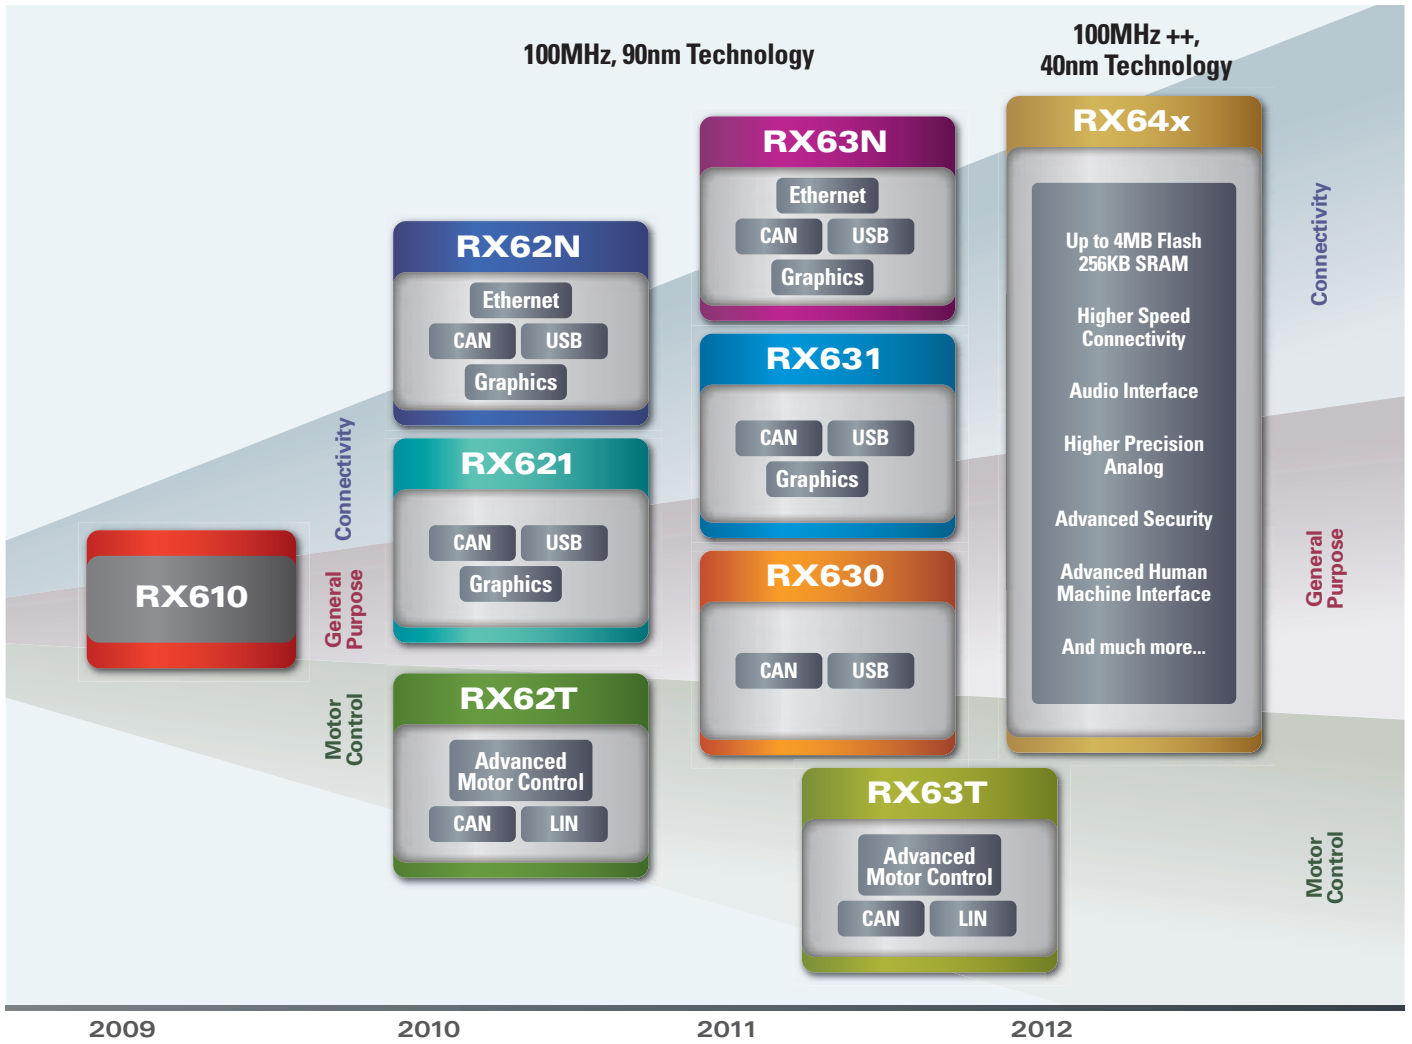 100MHz, 90nm Technology
100MHz ++,
40nm Technology
RX610
Connectivity
General
Purpose
Motor
Control
RX62N
Ethernet
CAN USB
Graphics
RX621
CAN USB
Graphics
RX62T
Advanced
Motor Control
CAN LIN
RX63N
Ethernet
CAN USB
Graphics
RX631
CAN USB
Graphics
RX630
CAN USB
RX63T
Advanced
Motor Control
CAN LIN
RX64x
Up to 4MB Flash
256KB SRAM
Higher Speed
Connectivity
Audio Interface
Higher Precision
Analog
Advanced Security
Advanced Human
Machine Interface
And much more...
Connectivity
General
Purpose
Motor
Control
2009 2010 2011 2012